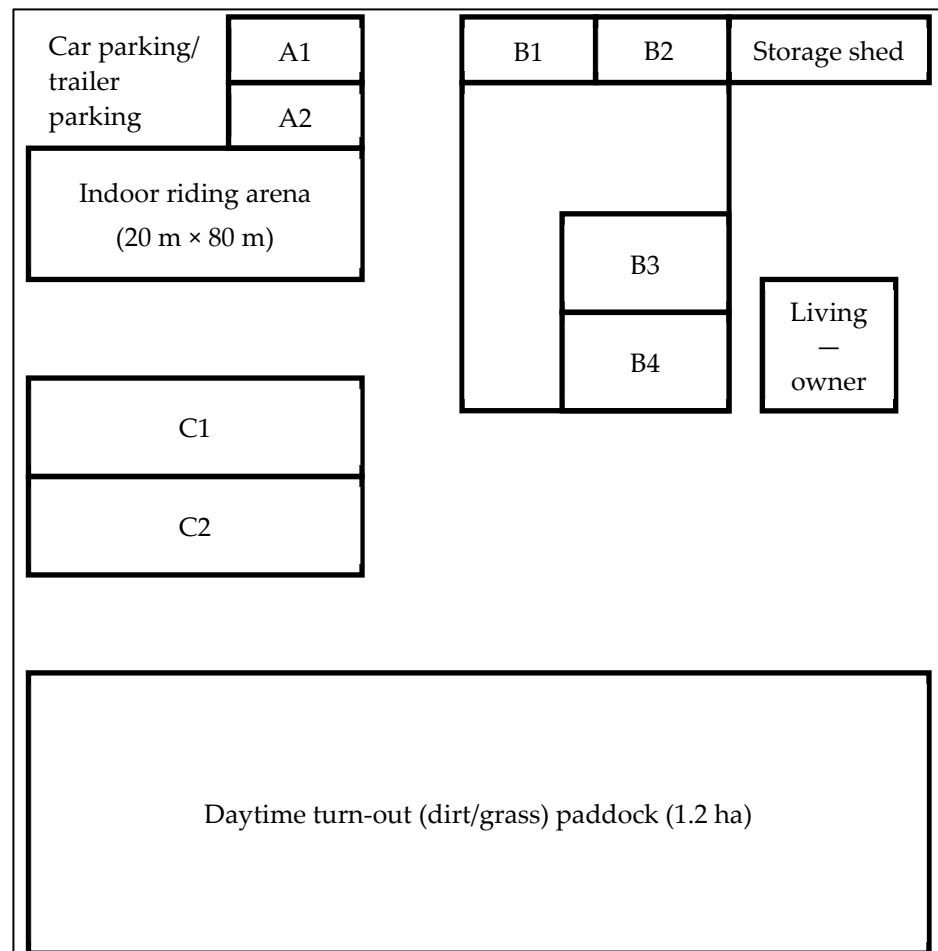 Car parking/
trailer
parking
A1
A2
B1
B2
Storage shed
Indoor riding arena
(20 m × 80 m)
B3
B4
Living
—
owner
C1
C2
Daytime turn-out (dirt/grass) paddock (1.2 ha)